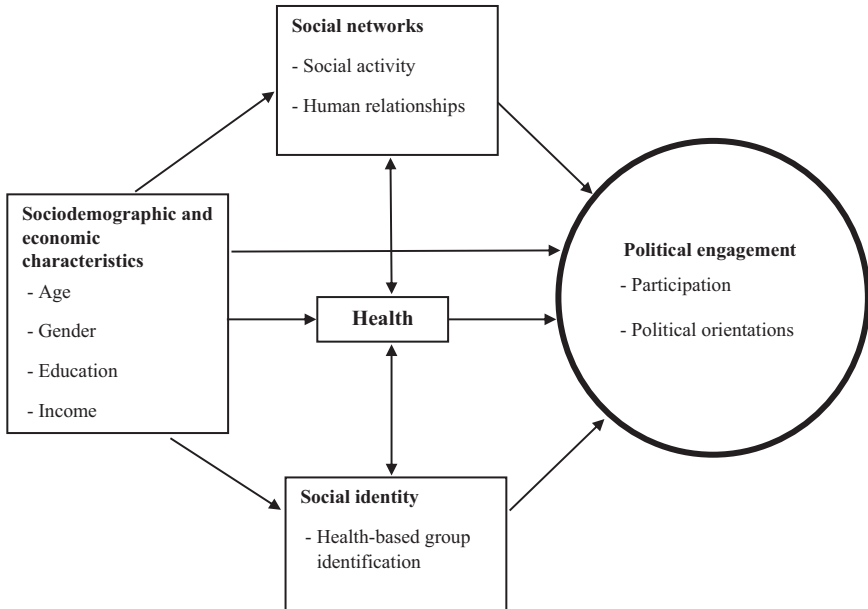 Social networks
- Social activity
- Human relationships
Sociodemographic and
economic
characteristics
- Age
- Gender
- Education
- Income
Health
Political engagement
- Participation
- Political orientations
Social identity
- Health-based group
identification